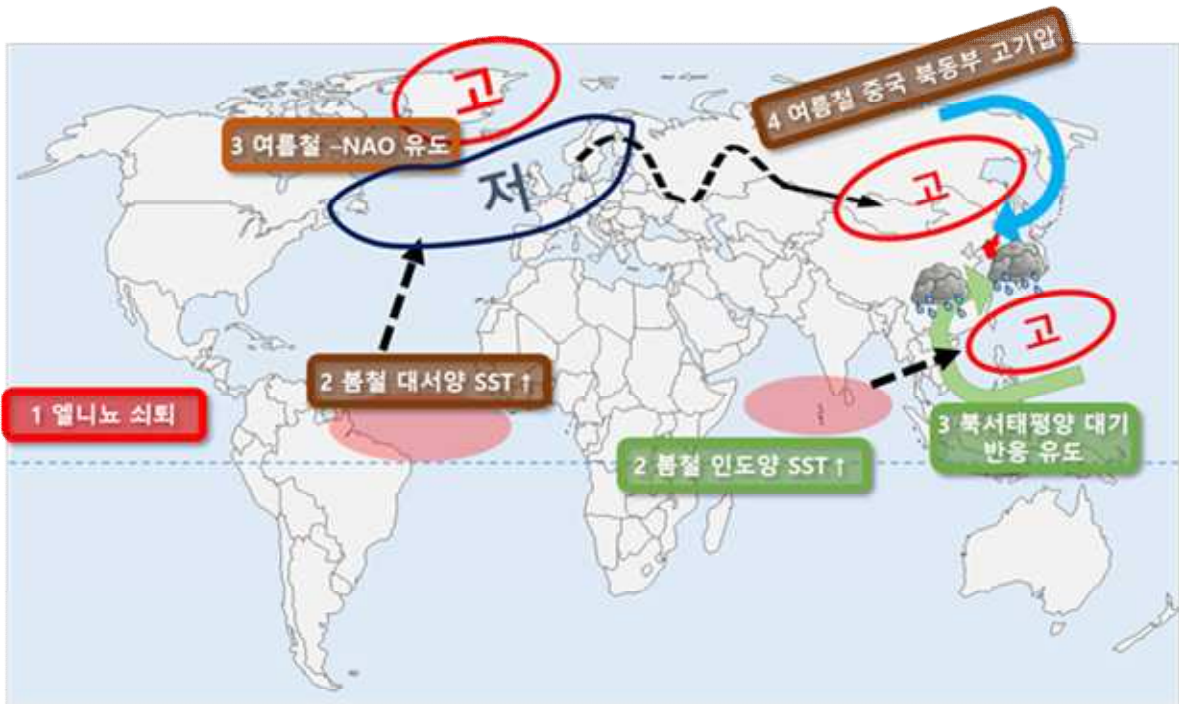 고
4 여름철 중국 북동부 고기압
3 여름철 -NAO 유도
저
고
고
2 봄철 대서양 SST↑
1 엘니뇨 쇠퇴
3 북서태평양 대기
반응 유도
2 봄철 인도양 SST↑